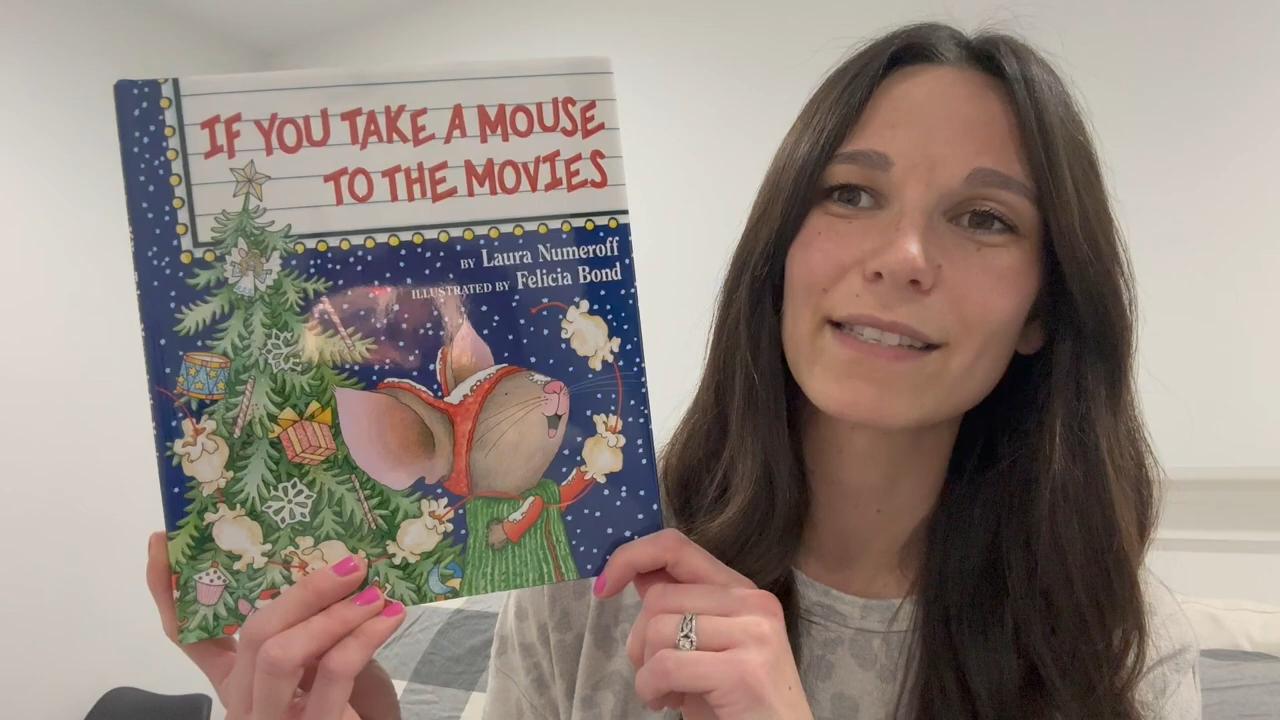 IF YOU TAKE A MOUSE
TO THE MOVIES
BY Laura Numeroff
ILLUSTRATED BY Felicia Bond